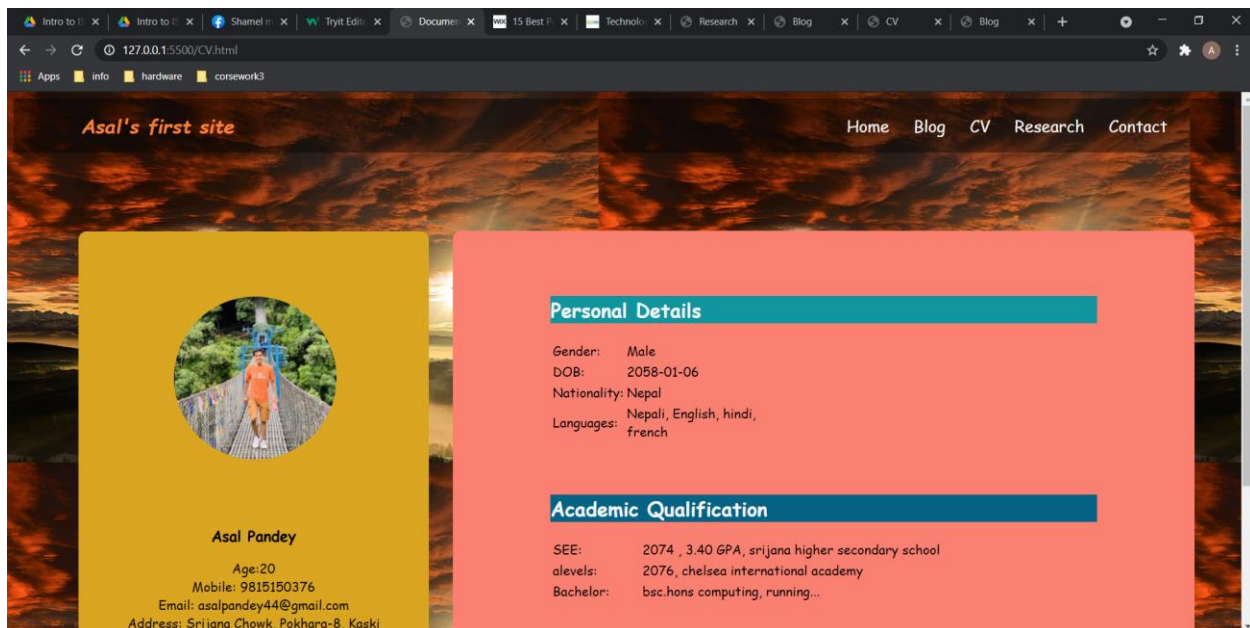 Intro to IS
Intro to IS
Shamel m
Tryit Edito
Documen
15 Best P
Technolo
Research
Blog
CV
Blog
127.0.0.1:5500/CV.html
Apps
info
hardware
corsework3
Asal's first site
Home Blog CV Research Contact
Personal Details
Gender: Male
DOB: 2058-01-06
Nationality: Nepal
Languages: Nepali, English, hindi,
french
Academic Qualification
SEE: 2074 , 3.40 GPA, srijana higher secondary school
alevels: 2076, chelsea international academy
Bachelor: bsc.hons computing, running...
Asal Pandey
Age:20
Mobile: 9815150376
Email: asalpandey44@gmail.com
Address: Srijana Chowk, Pokhara-8, Kaski